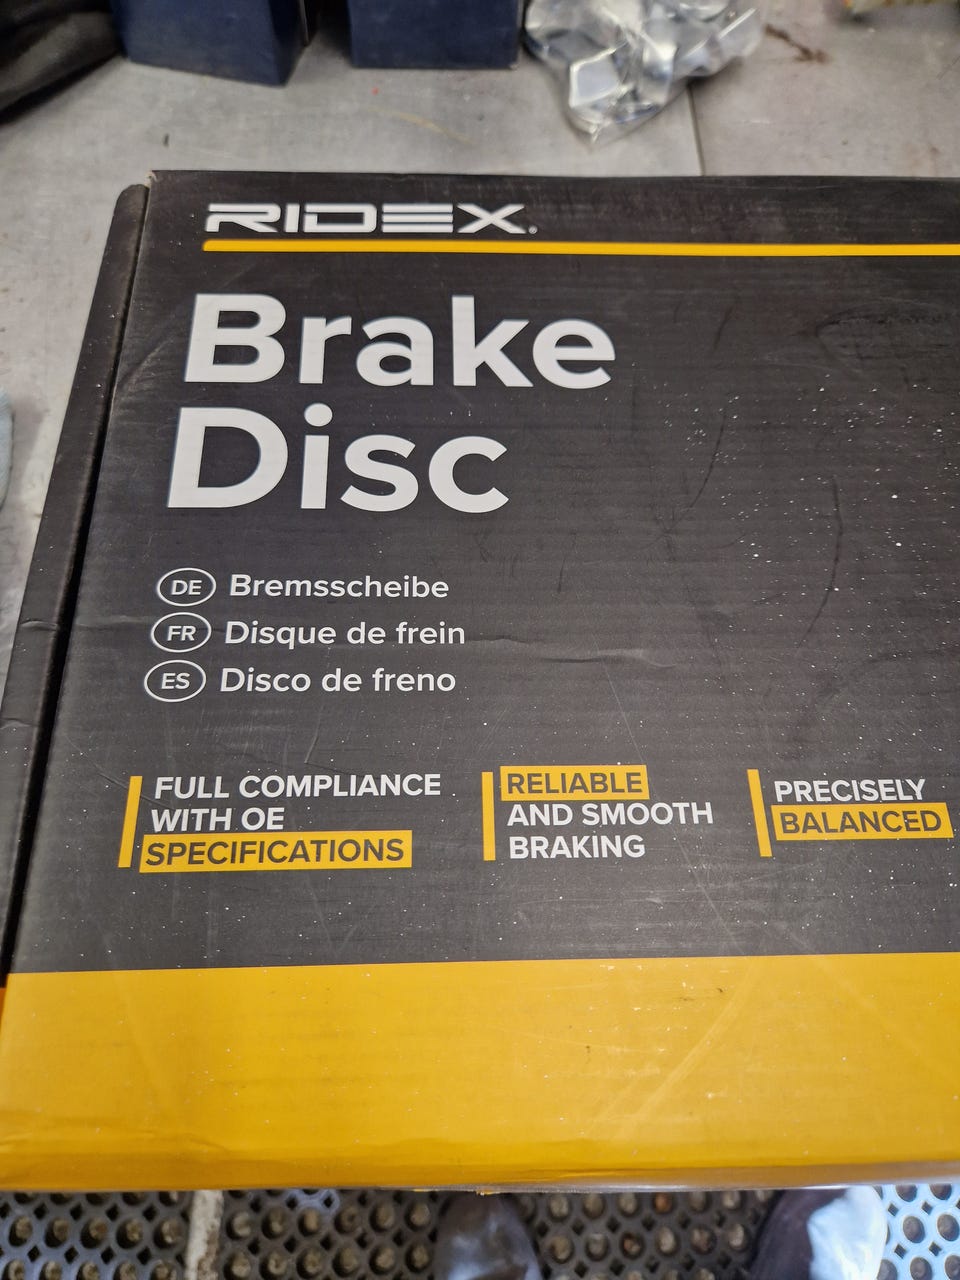 RIDEX.
Brake
Disc
DE Bremsscheibe
FR Disque de frein
ES Disco de freno
FULL COMPLIANCE
WITH OE
SPECIFICATIONS
RELIABLE
AND SMOOTH
BRAKING
PRECISELY
BALANCED